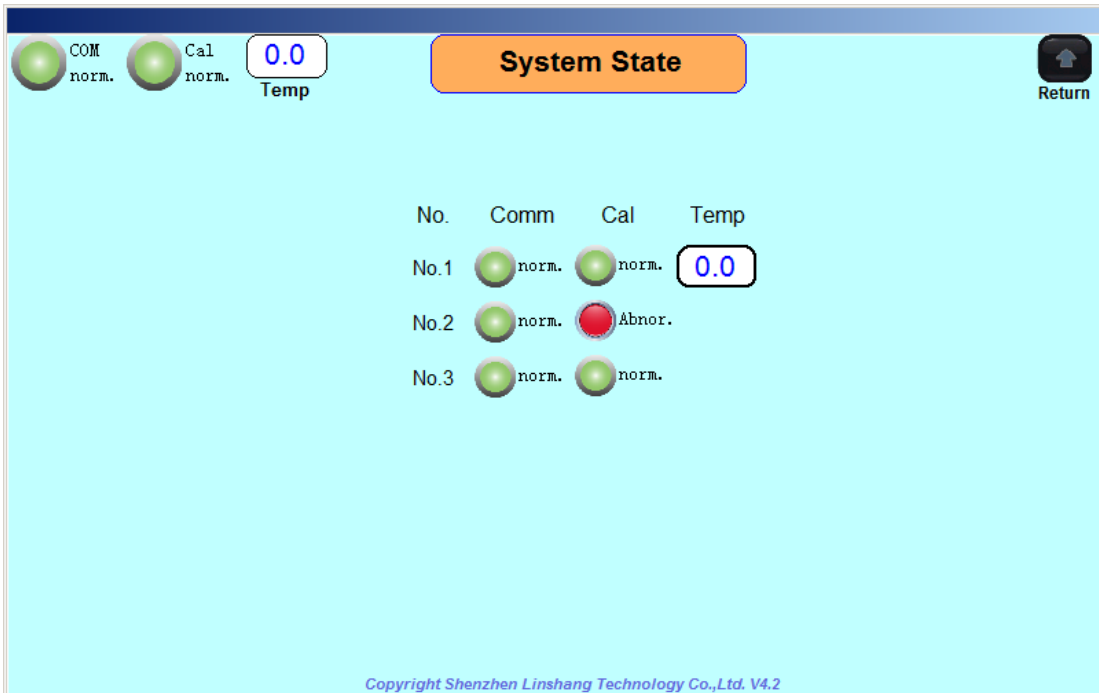 COM norm.
Cal norm.
0.0
Temp
System State
Return
No. Comm Cal Temp
No.1 norm. norm. 0.0
No.2 norm. Abnor.
No.3 norm. norm.
Copyright Shenzhen Linshang Technology Co.,Ltd. V4.2